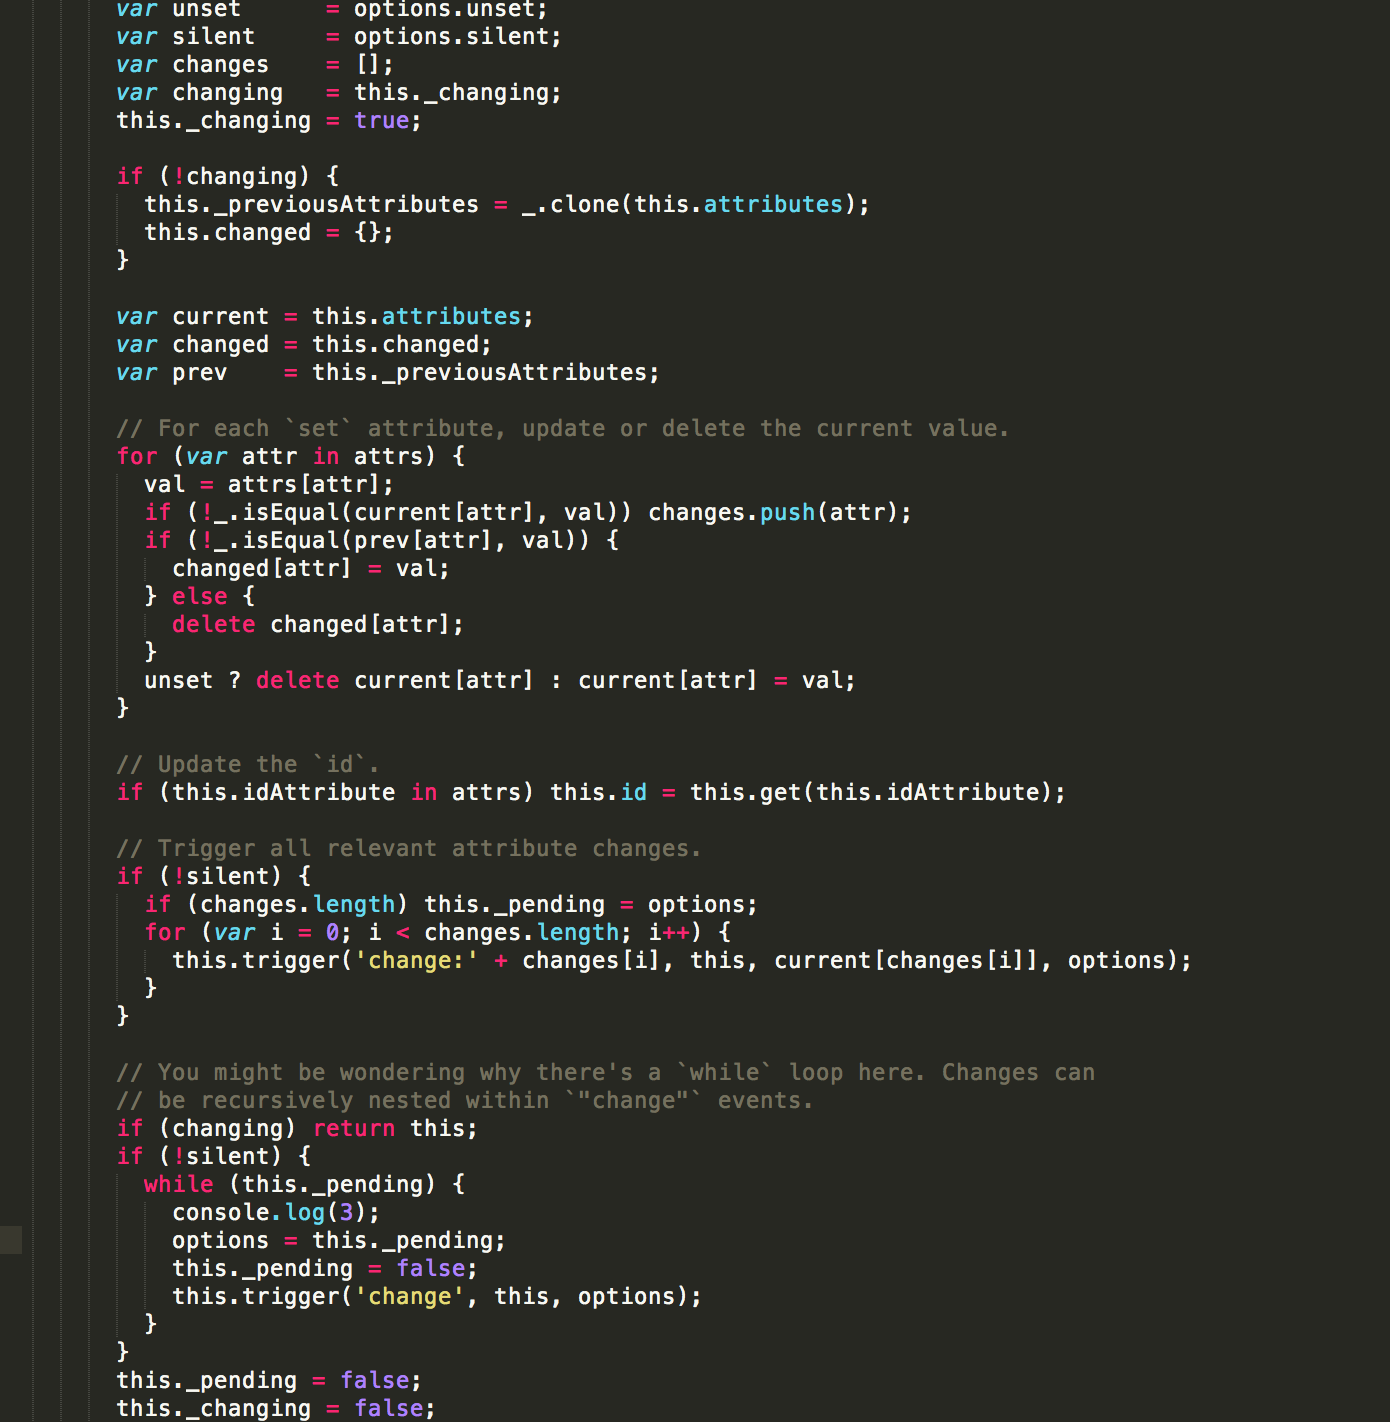 var unset      = options.unset;
var silent     = options.silent;
var changes    = [];
var changing   = this._changing;
this._changing = true;

if (!changing) {
  this._previousAttributes = _.clone(this.attributes);
  this.changed = {};
}

var current = this.attributes;
var changed = this.changed;
var prev    = this._previousAttributes;

// For each `set` attribute, update or delete the current value.
for (var attr in attrs) {
  val = attrs[attr];
  if (!_.isEqual(current[attr], val)) changes.push(attr);
  if (!_.isEqual(prev[attr], val)) {
    changed[attr] = val;
  } else {
    delete changed[attr];
  }
  unset ? delete current[attr] : current[attr] = val;
}

// Update the `id`.
if (this.idAttribute in attrs) this.id = this.get(this.idAttribute);

// Trigger all relevant attribute changes.
if (!silent) {
  if (changes.length) this._pending = options;
  for (var i = 0; i < changes.length; i++) {
    this.trigger('change:' + changes[i], this, current[changes[i]], options);
  }
}

// You might be wondering why there's a `while` loop here. Changes can
// be recursively nested within `"change"` events.
if (changing) return this;
if (!silent) {
  while (this._pending) {
    console.log(3);
    options = this._pending;
    this._pending = false;
    this.trigger('change', this, options);
  }
}
this._pending = false;
this._changing = false;